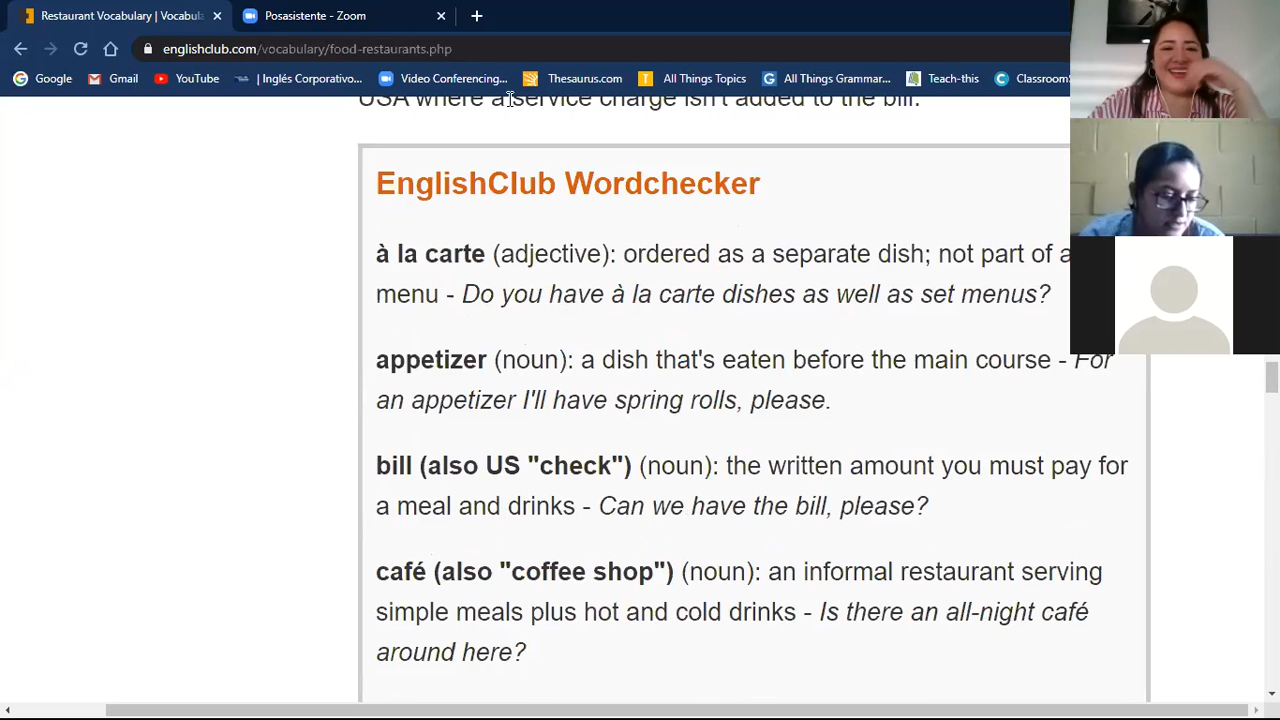 Restaurant Vocabulary | Vocabula
Posasistente - Zoom
englishclub.com/vocabulary/food-restaurants.php
Google
Gmail
YouTube
| Inglés Corporativo...
Video Conferencing,...
Thesaurus.com
All Things Topics
All Things Grammar...
Teach-this
ClassroomS
USA where a service charge isn't added to the bill.
EnglishClub Wordchecker
à la carte (adjective): ordered as a separate dish; not part of a
menu - Do you have à la carte dishes as well as set menus?
appetizer (noun): a dish that's eaten before the main course - For
an appetizer I'll have spring rolls, please.
bill (also US "check") (noun): the written amount you must pay for
a meal and drinks - Can we have the bill, please?
café (also "coffee shop") (noun): an informal restaurant serving
simple meals plus hot and cold drinks - Is there an all-night café
around here?